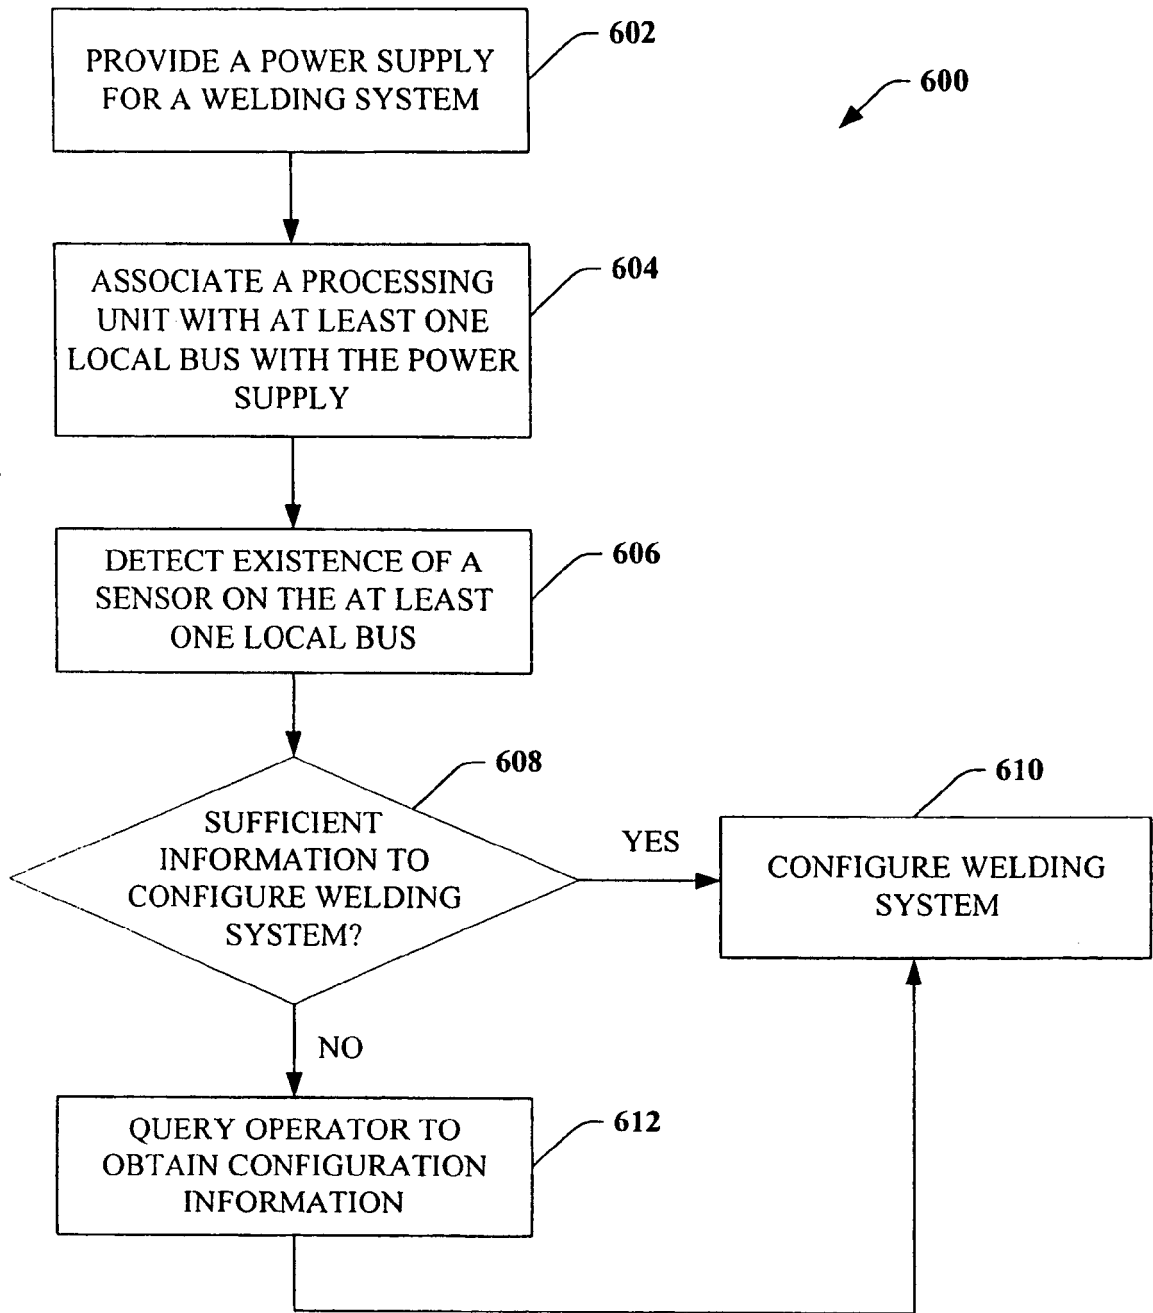 PROVIDE A POWER SUPPLY
FOR A WELDING SYSTEM
602
600
ASSOCIATE A PROCESSING
UNIT WITH AT LEAST ONE
LOCAL BUS WITH THE POWER
SUPPLY
604
DETECT EXISTENCE OF A
SENSOR ON THE AT LEAST
ONE LOCAL BUS
606
608
SUFFICIENT
INFORMATION TO
CONFIGURE WELDING
SYSTEM?
YES
610
CONFIGURE WELDING
SYSTEM
NO
QUERY OPERATOR TO
OBTAIN CONFIGURATION
INFORMATION
612